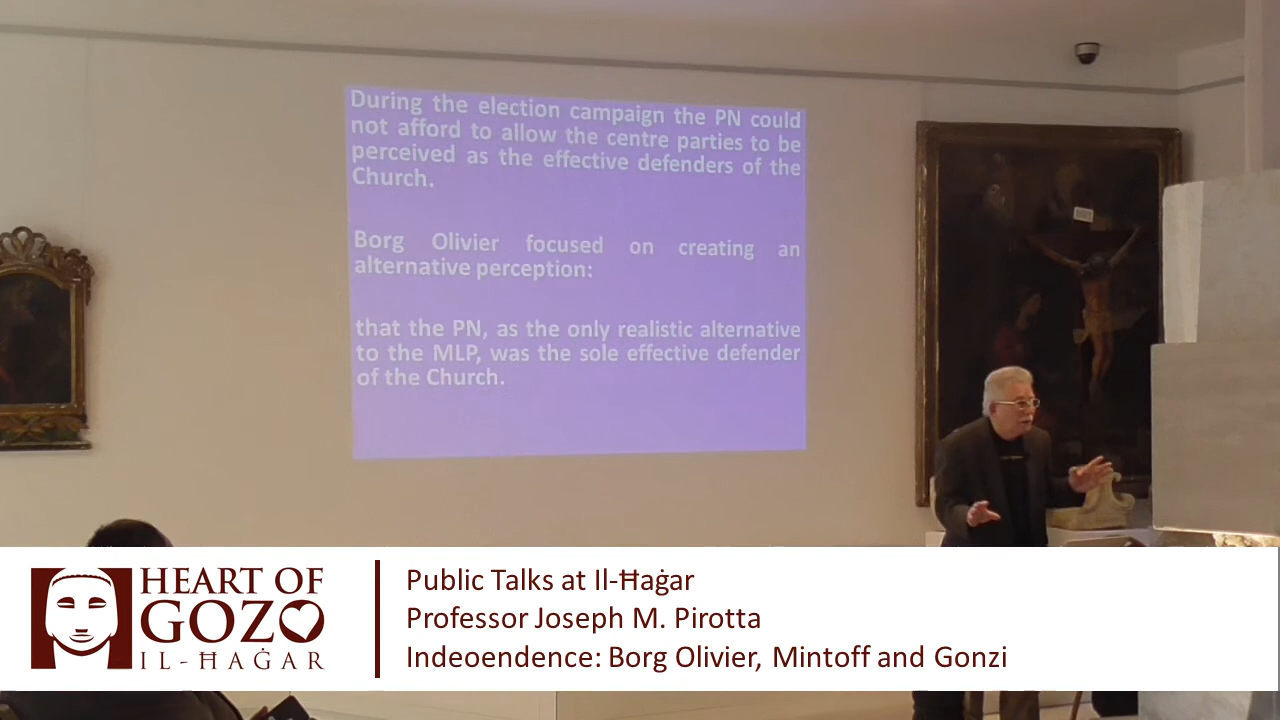 During the election campaign the PN could
not afford to allow the centre parties to be
perceived as the effective defenders of the
Church.
Borg Olivier focused on creating an
alternative perception:
that the PN, as the only realistic alternative
to the MLP, was the sole effective defender
of the Church.
HEART OF
GOZO
IL-ĦAĠAR
Public Talks at Il-Ħaġar
Professor Joseph M. Pirotta
Indeoendence: Borg Olivier, Mintoff and Gonzi